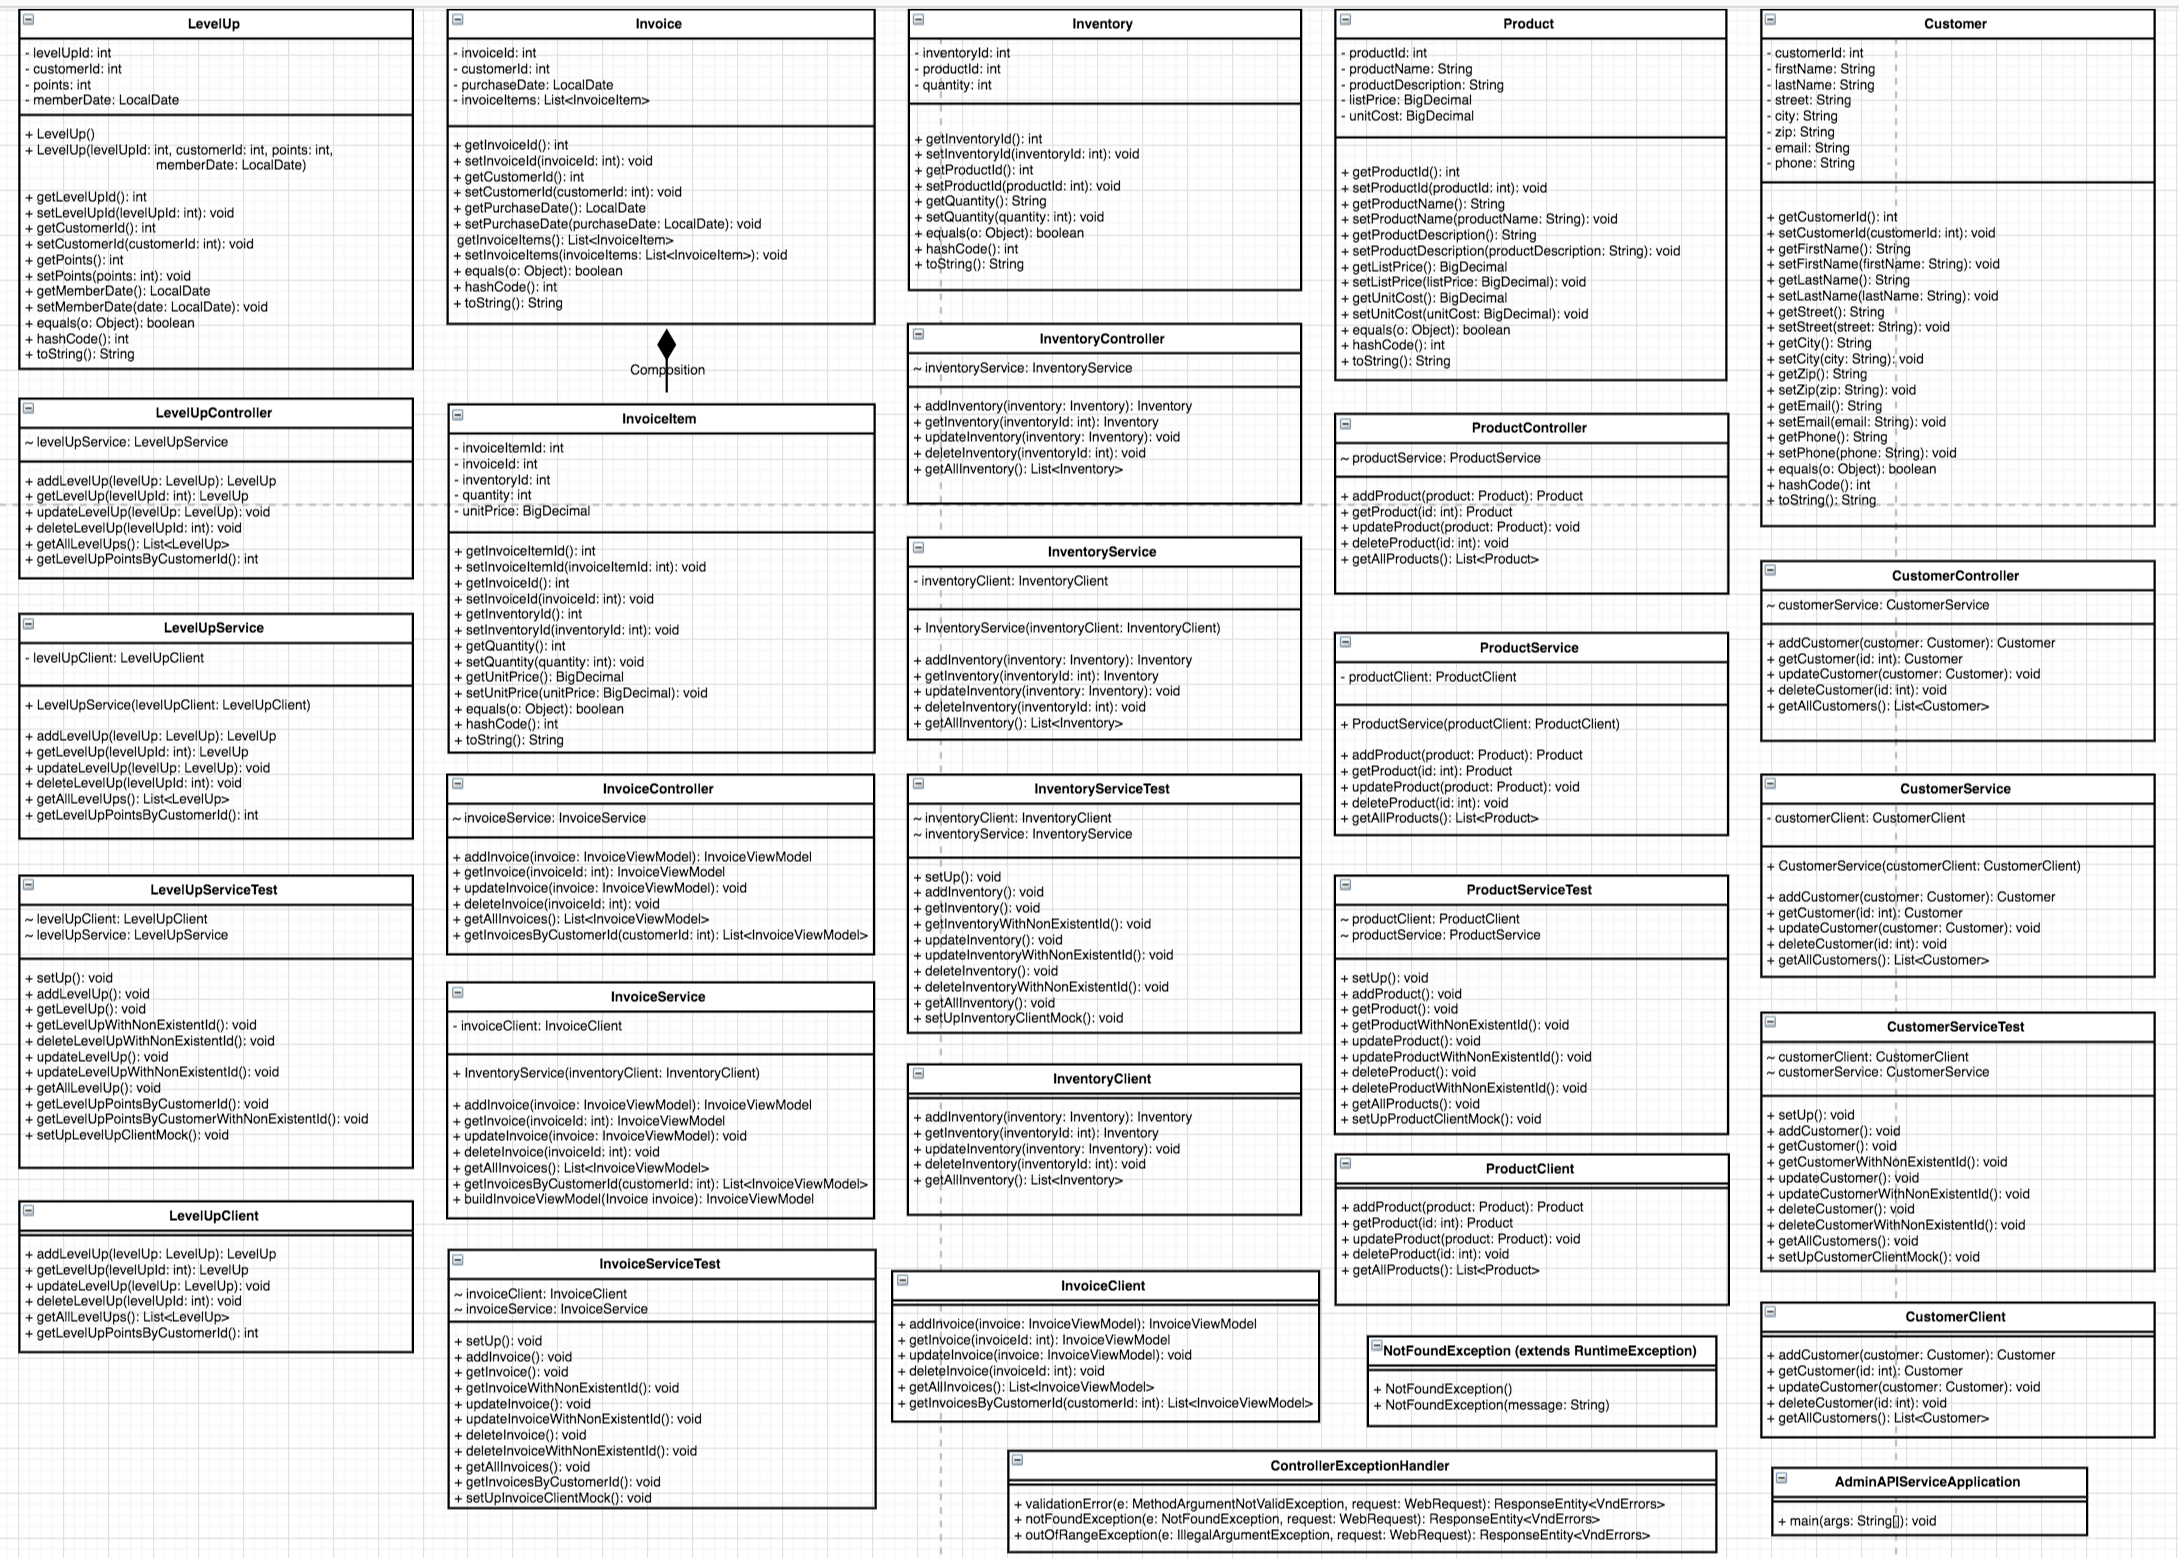 LevelUp
- levelUpId: int
- customerId: int
- points: int
- memberDate: LocalDate
+ LevelUp()
+ LevelUp(levelUpId: int, customerId: int, points: int,
memberDate: LocalDate)
+ getLevelUpId(): int
+ setLevelUpId(levelUpId: int): void
+ getCustomerId(): int
+ setCustomerId(customerId: int): void
+ getPoints(): int
+ setPoints(points: int): void
+ getMemberDate(): LocalDate
+ setMemberDate(date: LocalDate): void
+ equals(o: Object): boolean
+ hashCode(): int
+ toString(): String
LevelUpController
~ levelUpService: LevelUpService
+ addLevelUp(levelUp: LevelUp): LevelUp
+ getLevelUp(levelUpId: int): LevelUp
+ updateLevelUp(levelUp: LevelUp): void
+ deleteLevelUp(levelUpId: int): void
+ getAllLevelUps(): List<LevelUp>
+ getLevelUpPointsByCustomerId(): int
LevelUpService
- levelUpClient: LevelUpClient
+ LevelUpService(levelUpClient: LevelUpClient)
+ addLevelUp(levelUp: LevelUp): LevelUp
+ getLevelUp(levelUpId: int): LevelUp
+ updateLevelUp(levelUp: LevelUp): void
+ deleteLevelUp(levelUpId: int): void
+ getAllLevelUps(): List<LevelUp>
+ getLevelUpPointsByCustomerId(): int
LevelUpServiceTest
~ levelUpClient: LevelUpClient
~ levelUpService: LevelUpService
+ setUp(): void
+ addLevelUp(): void
+ getLevelUp(): void
+ getLevelUpWithNonExistentId(): void
+ deleteLevelUpWithNonExistentId(): void
+ updateLevelUp(): void
+ updateLevelUpWithNonExistentId(): void
+ getAllLevelUp(): void
+ getLevelUpPointsByCustomerId(): void
+ getLevelUpPointsByCustomerWithNonExistentId(): void
+ setUpLevelUpClientMock(): void
LevelUpClient
+ addLevelUp(levelUp: LevelUp): LevelUp
+ getLevelUp(levelUpId: int): LevelUp
+ updateLevelUp(levelUp: LevelUp): void
+ deleteLevelUp(levelUpId: int): void
+ getAllLevelUps(): List<LevelUp>
+ getLevelUpPointsByCustomerId(): int
Invoice
- invoiceId: int
- customerId: int
- purchaseDate: LocalDate
- invoiceItems: List<InvoiceItem>
+ getInvoiceId(): int
+ setInvoiceId(invoiceId: int): void
+ getCustomerId(): int
+ setCustomerId(customerId: int): void
+ getPurchaseDate(): LocalDate
+ setPurchaseDate(purchaseDate: LocalDate): void
getInvoiceItems(): List<InvoiceItem>
+ setInvoiceItems(invoiceItems: List<InvoiceItem>): void
+ equals(o: Object): boolean
+ hashCode(): int
+ toString(): String
Composition
InvoiceItem
- invoiceItemId: int
- invoiceId: int
- inventoryId: int
- quantity: int
- unitPrice: BigDecimal
+ getInvoiceItemId(): int
+ setInvoiceItemId(invoiceItemId: int): void
+ getInvoiceId(): int
+ setInvoiceId(invoiceId: int): void
+ getInventoryId(): int
+ setInventoryId(inventoryId: int): void
+ getQuantity(): int
+ setQuantity(quantity: int): void
+ getUnitPrice(): BigDecimal
+ setUnitPrice(unitPrice: BigDecimal): void
+ equals(o: Object): boolean
+ hashCode(): int
+ toString(): String
InvoiceController
~ invoiceService: InvoiceService
+ addInvoice(invoice: InvoiceViewModel): InvoiceViewModel
+ getInvoice(invoiceId: int): InvoiceViewModel
+ updateInvoice(invoice: InvoiceViewModel): void
+ deleteInvoice(invoiceId: int): void
+ getAllInvoices(): List<InvoiceViewModel>
+ getInvoicesByCustomerId(customerId: int): List<InvoiceViewModel>
InvoiceService
- invoiceClient: InvoiceClient
+ InventoryService(inventoryClient: InventoryClient)
+ addInvoice(invoice: InvoiceViewModel): InvoiceViewModel
+ getInvoice(invoiceId: int): InvoiceViewModel
+ updateInvoice(invoice: InvoiceViewModel): void
+ deleteInvoice(invoiceId: int): void
+ getAllInvoices(): List<InvoiceViewModel>
+ getInvoicesByCustomerId(customerId: int): List<InvoiceViewModel>
+ buildInvoiceViewModel(Invoice invoice): InvoiceViewModel
InvoiceServiceTest
~ invoiceClient: InvoiceClient
~ invoiceService: InvoiceService
+ setUp(): void
+ addInvoice(): void
+ getInvoice(): void
+ getInvoiceWithNonExistentId(): void
+ updateInvoice(): void
+ updateInvoiceWithNonExistentId(): void
+ deleteInvoice(): void
+ deleteInvoiceWithNonExistentId(): void
+ getAllInvoices(): void
+ getInvoicesByCustomerId(): void
+ setUpInvoiceClientMock(): void
Inventory
- inventoryId: int
- productId: int
- quantity: int
+ getInventoryId(): int
+ setInventoryId(inventoryId: int): void
+ getProductId(): int
+ setProductId(productId: int): void
+ getQuantity(): String
+ setQuantity(quantity: int): void
+ equals(o: Object): boolean
+ hashCode(): int
+ toString(): String
InventoryController
~ inventoryService: InventoryService
+ addInventory(inventory: Inventory): Inventory
+ getInventory(inventoryId: int): Inventory
+ updateInventory(inventory: Inventory): void
+ deleteInventory(inventoryId: int): void
+ getAllInventory(): List<Inventory>
InventoryService
- inventoryClient: InventoryClient
+ InventoryService(inventoryClient: InventoryClient)
+ addInventory(inventory: Inventory): Inventory
+ getInventory(inventoryId: int): Inventory
+ updateInventory(inventory: Inventory): void
+ deleteInventory(inventoryId: int): void
+ getAllInventory(): List<Inventory>
InventoryServiceTest
~ inventoryClient: InventoryClient
~ inventoryService: InventoryService
+ setUp(): void
+ addInventory(): void
+ getInventory(): void
+ getInventoryWithNonExistentId(): void
+ updateInventory(): void
+ updateInventoryWithNonExistentId(): void
+ deleteInventory(): void
+ deleteInventoryWithNonExistentId(): void
+ getAllInventory(): void
+ setUpInventoryClientMock(): void
InventoryClient
+ addInventory(inventory: Inventory): Inventory
+ getInventory(inventoryId: int): Inventory
+ updateInventory(inventory: Inventory): void
+ deleteInventory(inventoryId: int): void
+ getAllInventory(): List<Inventory>
InvoiceClient
+ addInvoice(invoice: InvoiceViewModel): InvoiceViewModel
+ getInvoice(invoiceId: int): InvoiceViewModel
+ updateInvoice(invoice: InvoiceViewModel): void
+ deleteInvoice(invoiceId: int): void
+ getAllInvoices(): List<InvoiceViewModel>
+ getInvoicesByCustomerId(customerId: int): List<InvoiceViewModel>
Product
- productId: int
- productName: String
- productDescription: String
- listPrice: BigDecimal
- unitCost: BigDecimal
+ getProductId(): int
+ setProductId(productId: int): void
+ getProductName(): String
+ setProductName(productName: String): void
+ getProductDescription(): String
+ setProductDescription(productDescription: String): void
+ getListPrice(): BigDecimal
+ setListPrice(listPrice: BigDecimal): void
+ getUnitCost(): BigDecimal
+ setUnitCost(unitCost: BigDecimal): void
+ equals(o: Object): boolean
+ hashCode(): int
+ toString(): String
ProductController
~ productService: ProductService
+ addProduct(product: Product): Product
+ getProduct(id: int): Product
+ updateProduct(product: Product): void
+ deleteProduct(id: int): void
+ getAllProducts(): List<Product>
ProductService
- productClient: ProductClient
+ ProductService(productClient: ProductClient)
+ addProduct(product: Product): Product
+ getProduct(id: int): Product
+ updateProduct(product: Product): void
+ deleteProduct(id: int): void
+ getAllProducts(): List<Product>
ProductServiceTest
~ productClient: ProductClient
~ productService: ProductService
+ setUp(): void
+ addProduct(): void
+ getProduct(): void
+ getProductWithNonExistentId(): void
+ updateProduct(): void
+ updateProductWithNonExistentId(): void
+ deleteProduct(): void
+ deleteProductWithNonExistentId(): void
+ getAllProducts(): void
+ setUpProductClientMock(): void
ProductClient
+ addProduct(product: Product): Product
+ getProduct(id: int): Product
+ updateProduct(product: Product): void
+ deleteProduct(id: int): void
+ getAllProducts(): List<Product>
NotFoundException (extends RuntimeException)
+ NotFoundException()
+ NotFoundException(message: String)
ControllerExceptionHandler
+ validationError(e: MethodArgumentNotValidException, request: WebRequest): ResponseEntity<VndErrors>
+ notFoundException(e: NotFoundException, request: WebRequest): ResponseEntity<VndErrors>
+ outOfRangeException(e: IllegalArgumentException, request: WebRequest): ResponseEntity<VndErrors>
Customer
- customerId: int
- firstName: String
- lastName: String
- street: String
- city: String
- zip: String
- email: String
- phone: String
+ getCustomerId(): int
+ setCustomerId(customerId: int): void
+ getFirstName(): String
+ setFirstName(firstName: String): void
+ getLastName(): String
+ setLastName(lastName: String): void
+ getStreet(): String
+ setStreet(street: String): void
+ getCity(): String
+ setCity(city: String): void
+ getZip(): String
+ setZip(zip: String): void
+ getEmail(): String
+ setEmail(email: String): void
+ getPhone(): String
+ setPhone(phone: String): void
+ equals(o: Object): boolean
+ hashCode(): int
+ toString(): String
CustomerController
~ customerService: CustomerService
+ addCustomer(customer: Customer): Customer
+ getCustomer(id: int): Customer
+ updateCustomer(customer: Customer): void
+ deleteCustomer(id: int): void
+ getAllCustomers(): List<Customer>
CustomerService
- customerClient: CustomerClient
+ CustomerService(customerClient: CustomerClient)
+ addCustomer(customer: Customer): Customer
+ getCustomer(id: int): Customer
+ updateCustomer(customer: Customer): void
+ deleteCustomer(id: int): void
+ getAllCustomers(): List<Customer>
CustomerServiceTest
~ customerClient: CustomerClient
~ customerService: CustomerService
+ setUp(): void
+ addCustomer(): void
+ getCustomer(): void
+ getCustomerWithNonExistentId(): void
+ updateCustomer(): void
+ updateCustomerWithNonExistentId(): void
+ deleteCustomer(): void
+ deleteCustomerWithNonExistentId(): void
+ getAllCustomers(): void
+ setUpCustomerClientMock(): void
CustomerClient
+ addCustomer(customer: Customer): Customer
+ getCustomer(id: int): Customer
+ updateCustomer(customer: Customer): void
+ deleteCustomer(id: int): void
+ getAllCustomers(): List<Customer>
AdminAPIServiceApplication
+ main(args: String[]): void